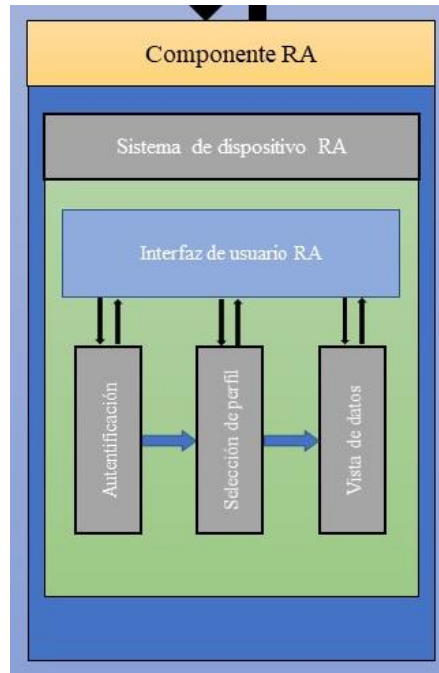 Componente RA
Sistema de dispositivo RA
Interfaz de usuario RA
Autentificación
Selección de perfil
Vista de datos